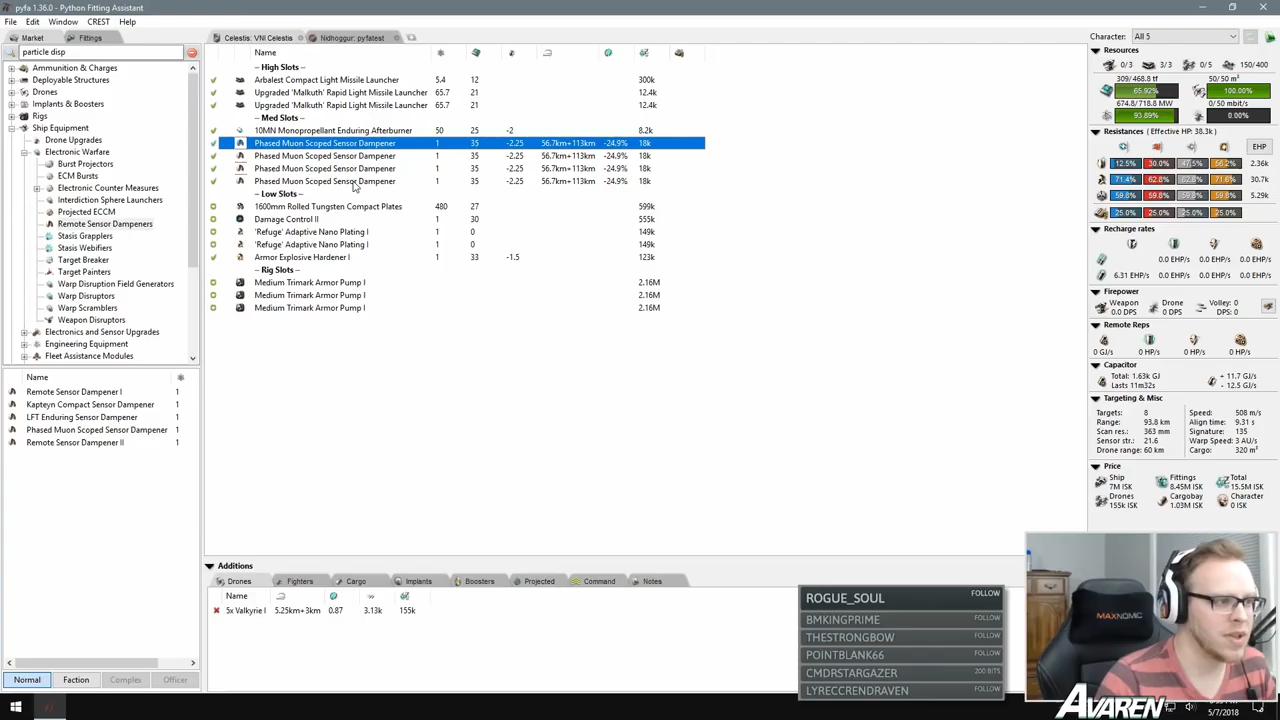 pyfa 1.36.0 - Python Fitting Assistant
File Edit Window CREST Help
Market Fittings
particle disp
Ammunition & Charges
Deployable Structures
Drones
Implants & Boosters
Rigs
Ship Equipment
Drone Upgrades
Electronic Warfare
Burst Projectors
ECM Bursts
Electronic Counter Measures
Interdiction Sphere Launchers
Projected ECCM
Remote Sensor Dampeners
Stasis Grapplers
Stasis Webifiers
Target Breaker
Target Painters
Warp Disruption Field Generators
Warp Disruptors
Warp Scramblers
Weapon Disruptors
Electronics and Sensor Upgrades
Engineering Equipment
Fleet Assistance Modules
Name
Remote Sensor Dampener I 1
Kapteyn Compact Sensor Dampener 1
LFT Enduring Sensor Dampener 1
Phased Muon Scoped Sensor Dampener 1
Remote Sensor Dampener II 1
Normal Faction Complex Officer
Celestis: VNI Celestis Nidhoggur: pyfatest
Name
High Slots
Arbalest Compact Light Missile Launcher 5.4 12 300k
Upgraded 'Malkuth' Rapid Light Missile Launcher 65.7 21 12.4k
Upgraded 'Malkuth' Rapid Light Missile Launcher 65.7 21 12.4k
-- Med Slots --
10MN Monopropellant Enduring Afterburner 50 25 -2 8.2k
Phased Muon Scoped Sensor Dampener 1 35 -2.25 56.7km+113km -24.9% 18k
Phased Muon Scoped Sensor Dampener 1 35 -2.25 56.7km+113km -24.9% 18k
Phased Muon Scoped Sensor Dampener 1 35 -2.25 56.7km+113km -24.9% 18k
Phased Muon Scoped Sensor Dampener 1 35 -2.25 56.7km+113km -24.9% 18k
-- Low Slots --
1600mm Rolled Tungsten Compact Plates 480 27 599k
Damage Control II 1 30 555k
'Refuge' Adaptive Nano Plating I 1 0 149k
'Refuge' Adaptive Nano Plating I 1 0 149k
Armor Explosive Hardener I 1 33 -1.5 123k
-- Rig Slots --
Medium Trimark Armor Pump I 2.16M
Medium Trimark Armor Pump I 2.16M
Medium Trimark Armor Pump I 2.16M
Additions
Drones Fighters Cargo Implants Boosters Projected Command Notes
Name
5x Valkyrie I 5.25km+3km 0.87 3.13k 155k
Character: All 5
Resources
0/3 3/3 0/5 150/400
309/468.8 tf 50/50 m³
65.92% 100.00%
674.8/718.8 MW 0/50 mbit/s
93.89% 0.00%
Resistances (Effective HP: 38.3k)
EHP
12.5% 30.0% 47.5% 56.2% 2.36k
71.4% 62.8% 62.8% 71.6% 30.7k
59.8% 59.8% 59.8% 59.8% 5.29k
25.0% 25.0% 25.0% 25.0%
Recharge rates
0.0 EHP/s 0.0 EHP/s 0.0 EHP/s
6.31 EHP/s 0.0 EHP/s 0.0 EHP/s 0.0 EHP/s
Firepower
Weapon 0.0 DPS Drone 0.0 DPS Volley: 0 DPS: 0
Remote Reps
0 GJ/s 0 HP/s 0 HP/s 0 HP/s
Capacitor
Total: 1.63k GJ + 11.7 GJ/s
Lasts 11m32s - 12.5 GJ/s
Targeting & Misc
Targets: 8 Speed: 508 m/s
Range: 93.8 km Align time: 9.31 s
Scan res.: 363 mm Signature: 135
Sensor str.: 21.6 Warp Speed: 3 AU/s
Drone range: 60 km Cargo: 320 m³
Price
Ship Fittings Total
7M ISK 8.45M ISK 15.5M ISK
Drones Cargobay Character
155k ISK 1.03M ISK 0 ISK
ROGUE_SOUL FOLLOW
BMKINGPRIME FOLLOW
THESTRONGBOW FOLLOW
POINTBLANK66 FOLLOW
CMDRSTARGAZER 200 BITS
LYRECCRENDRAVEN FOLLOW
MAXNOMIC
AVAREN
5/7/2018